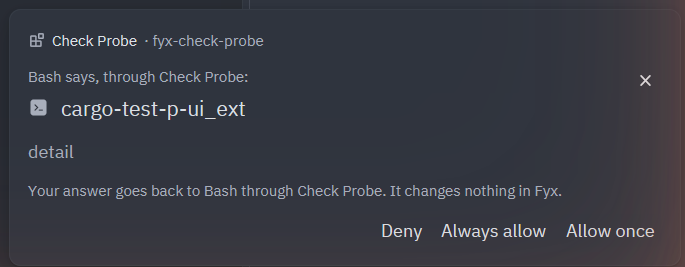 Check Probe · fyx-check-probe
Bash says, through Check Probe:
cargo-test-p-ui_ext
detail
Your answer goes back to Bash through Check Probe. It changes nothing in Fyx.
Deny Always allow Allow once